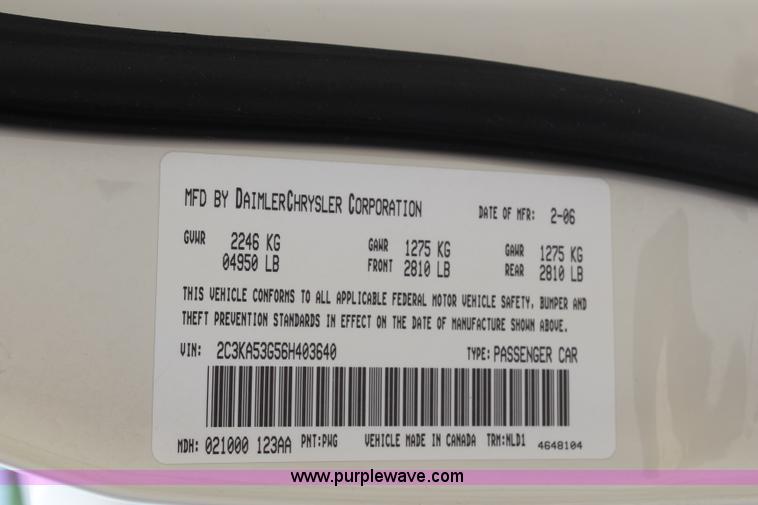 MFD BY DAIMLERCHRYSLER CORPORATION DATE OF MFR: 2-06
GVWR 2246 KG GAWR 1275 KG GAWR 1275 KG
04950 LB FRONT 2810 LB REAR 2810 LB
THIS VEHICLE CONFORMS TO ALL APPLICABLE FEDERAL MOTOR VEHICLE SAFETY, BUMPER AND
THEFT PREVENTION STANDARDS IN EFFECT ON THE DATE OF MANUFACTURE SHOWN ABOVE.
VIN: 2C3KA53G56H403640 TYPE: PASSENGER CAR
MDH: 021000 123AA PNT:PWG VEHICLE MADE IN CANADA TRM:NLD1 4648104
www.purplewave.com